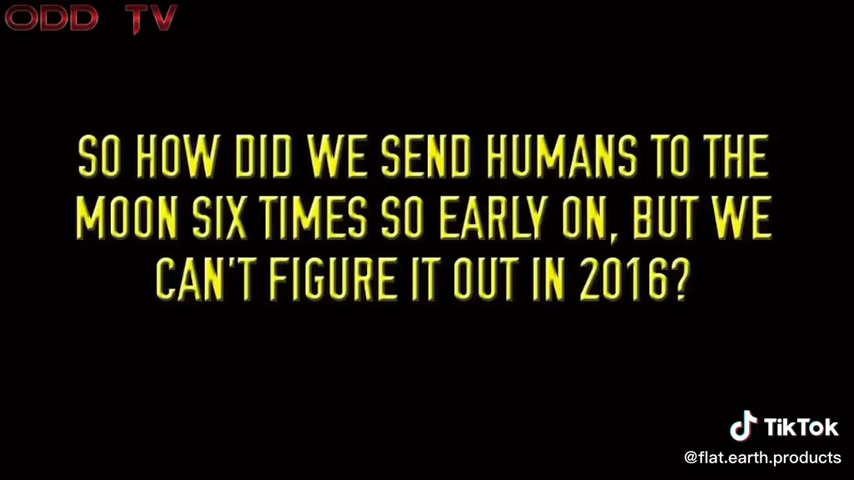 ODD TV
SO HOW DID WE SEND HUMANS TO THE
MOON SIX TIMES SO EARLY ON, BUT WE
CAN'T FIGURE IT OUT IN 2016?
TikTok
@flat.earth.products